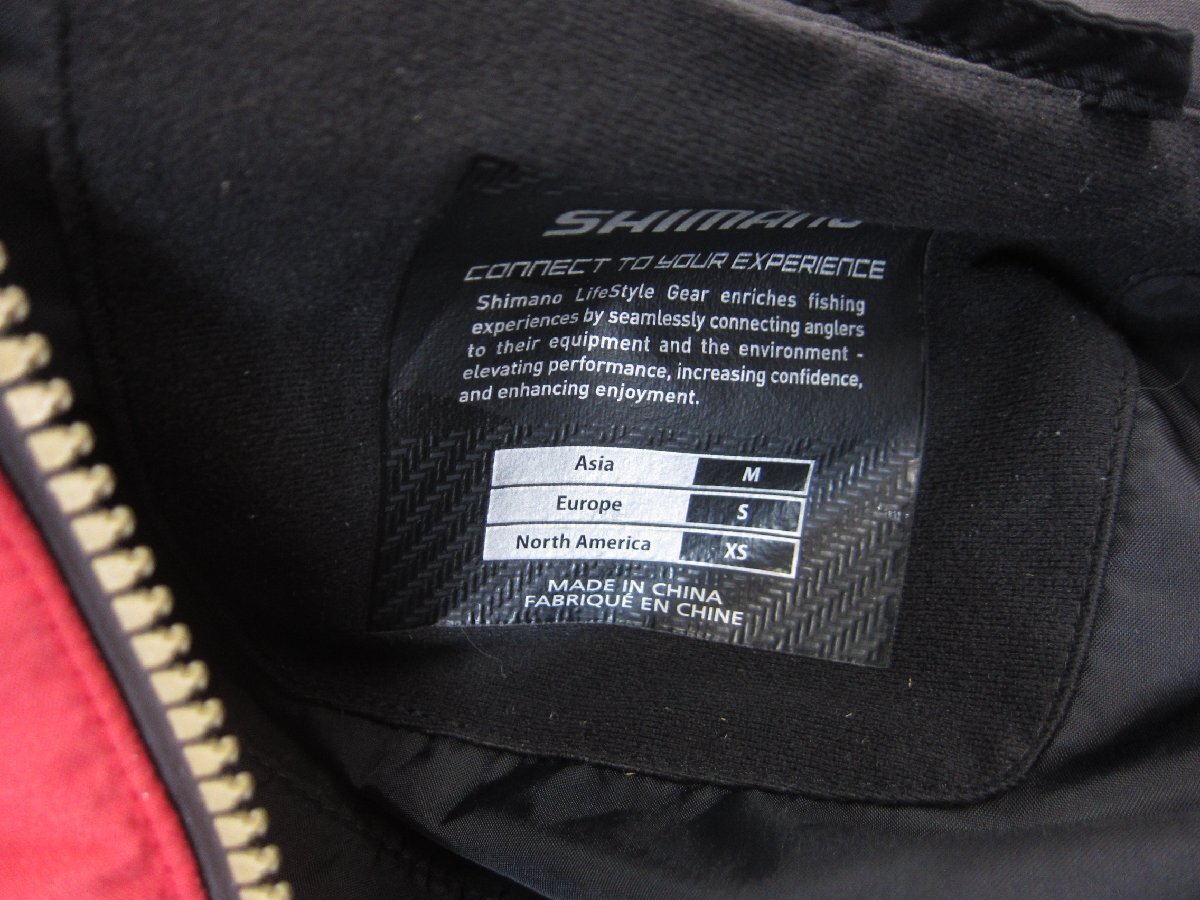 SHIMANO
CONNECT TO YOUR EXPERIENCE
Shimano LifeStyle Gear enriches fishing
experiences by seamlessly connecting anglers
to their equipment and the environment -
elevating performance, increasing confidence,
and enhancing enjoyment.
Asia M
Europe S
North America XS
MADE IN CHINA
FABRIQUÉ EN CHINE